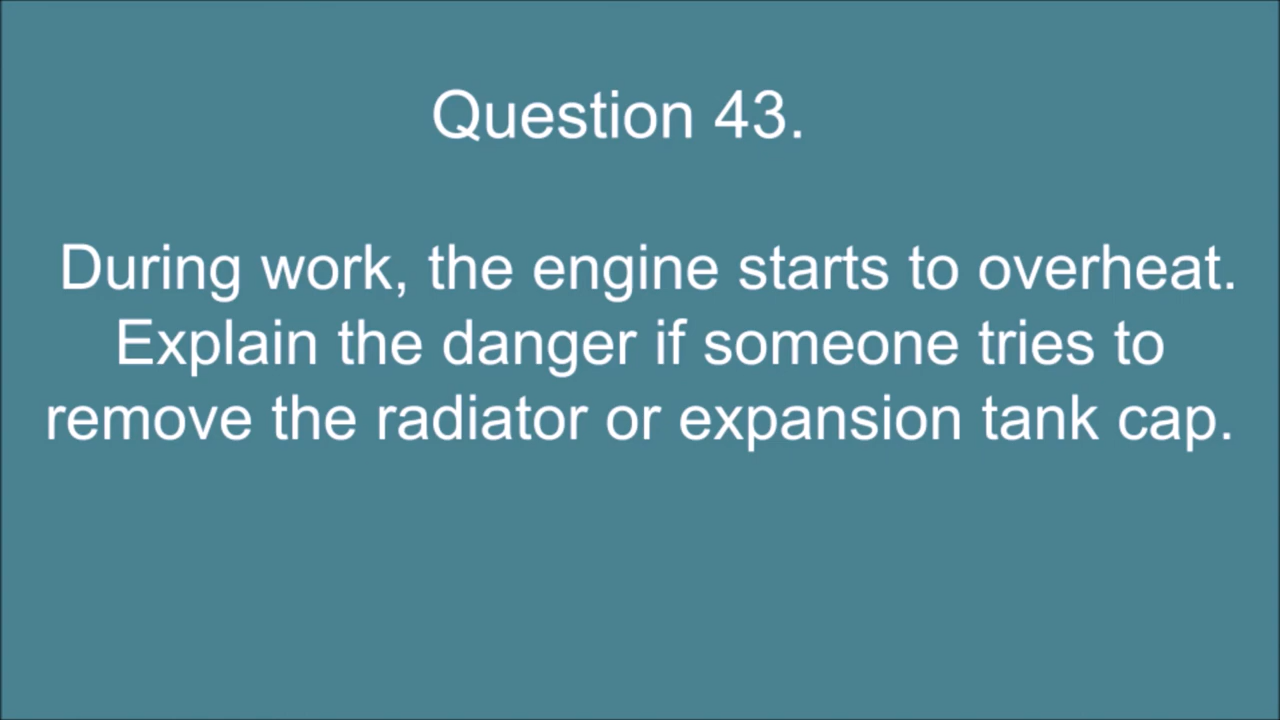 Question 43.
During work, the engine starts to overheat.
Explain the danger if someone tries to
remove the radiator or expansion tank cap.